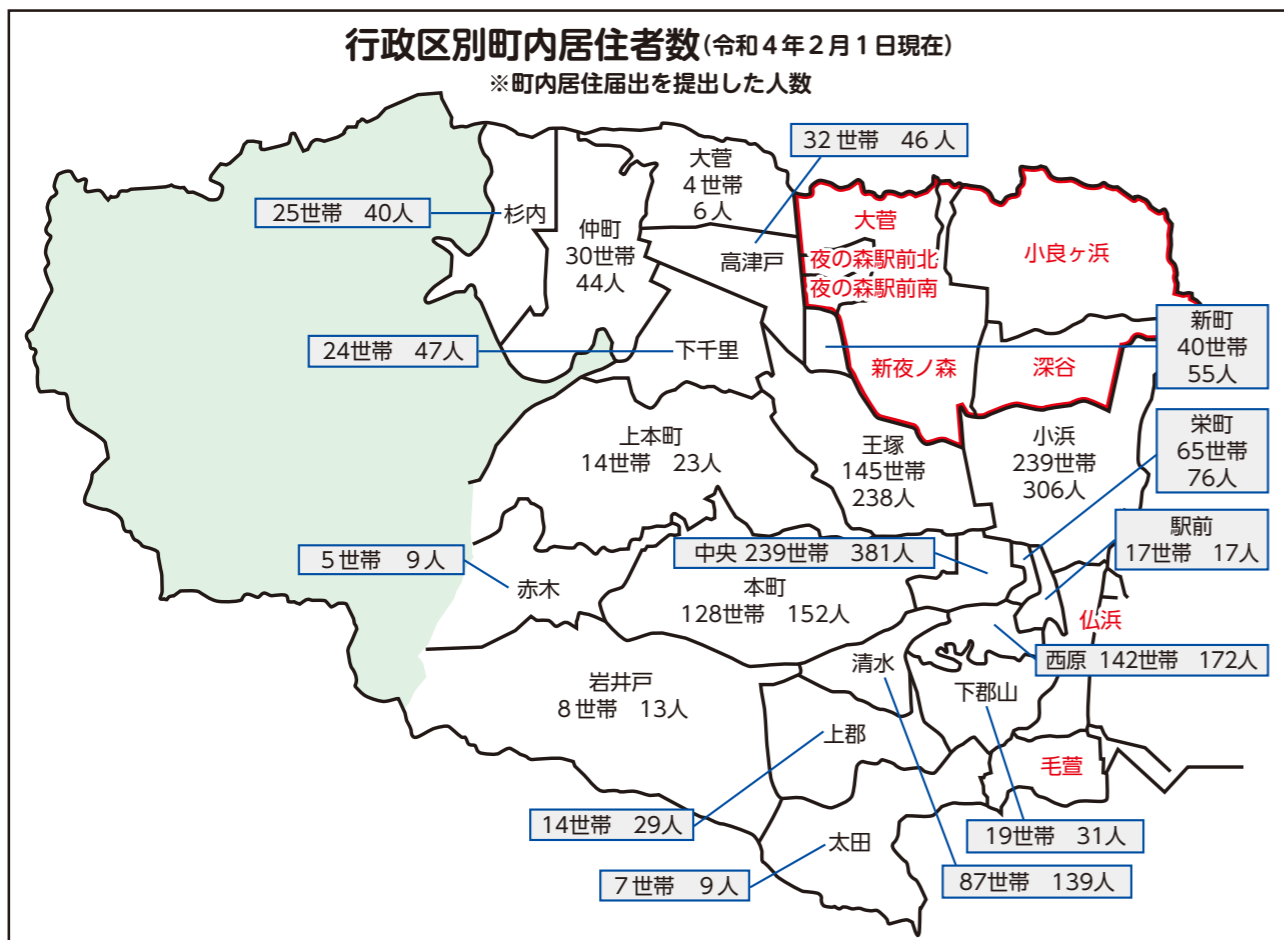 行政区別町内居住者数(令和4年2月1日現在)
※町内居住届出を提出した人数
32世帯 46人
大菅
4世帯
6人
25世帯 40人
杉内
仲町
30世帯
44人
高津戸
大菅
夜の森駅前北
夜の森駅前南
小良ヶ浜
新町
40世帯
55人
24世帯 47人
下千里
新夜ノ森
深谷
上本町
14世帯 23人
王塚
145世帯
238人
小浜
239世帯
306人
栄町
65世帯
76人
駅前
17世帯 17人
5世帯 9人
赤木
中央 239世帯 381人
本町
128世帯 152人
仏浜
西原 142世帯 172人
岩井戸
8世帯 13人
清水
下郡山
上郡
毛萱
14世帯 29人
太田
19世帯 31人
7世帯 9人
87世帯 139人